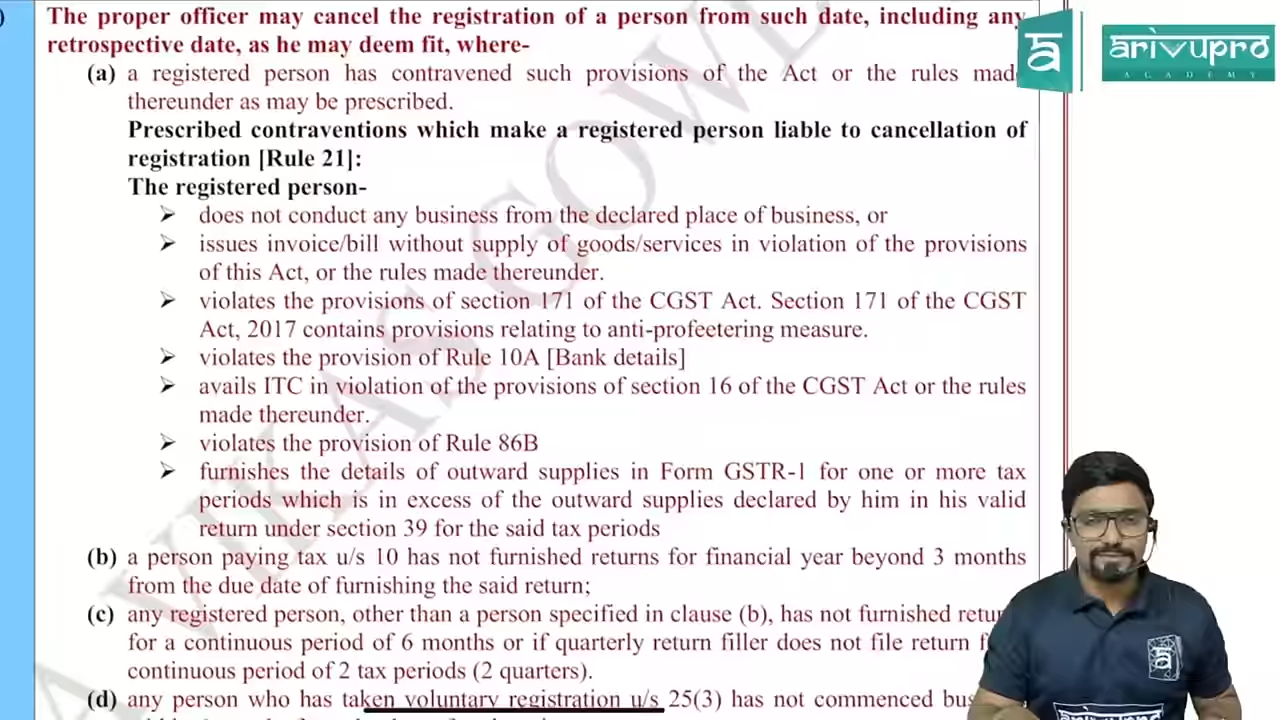 )
The proper officer may cancel the registration of a person from such date, including any
retrospective date, as he may deem fit, where-
(a) a registered person has contravened such provisions of the Act or the rules made
thereunder as may be prescribed.
Prescribed contraventions which make a registered person liable to cancellation of
registration [Rule 21]:
The registered person-
➢ does not conduct any business from the declared place of business, or
➢ issues invoice/bill without supply of goods/services in violation of the provisions
of this Act, or the rules made thereunder.
➢ violates the provisions of section 171 of the CGST Act. Section 171 of the CGST
Act, 2017 contains provisions relating to anti-profeetering measure.
➢ violates the provision of Rule 10A [Bank details]
➢ avails ITC in violation of the provisions of section 16 of the CGST Act or the rules
made thereunder.
➢ violates the provision of Rule 86B
➢ furnishes the details of outward supplies in Form GSTR-1 for one or more tax
periods which is in excess of the outward supplies declared by him in his valid
return under section 39 for the said tax periods
(b) a person paying tax u/s 10 has not furnished returns for financial year beyond 3 months
from the due date of furnishing the said return;
(c) any registered person, other than a person specified in clause (b), has not furnished retur
for a continuous period of 6 months or if quarterly return filler does not file return f
continuous period of 2 tax periods (2 quarters).
(d) any person who has taken voluntary registration u/s 25(3) has not commenced bus
VIKAS GOWE
arivupro
ACADEMY
arivupro